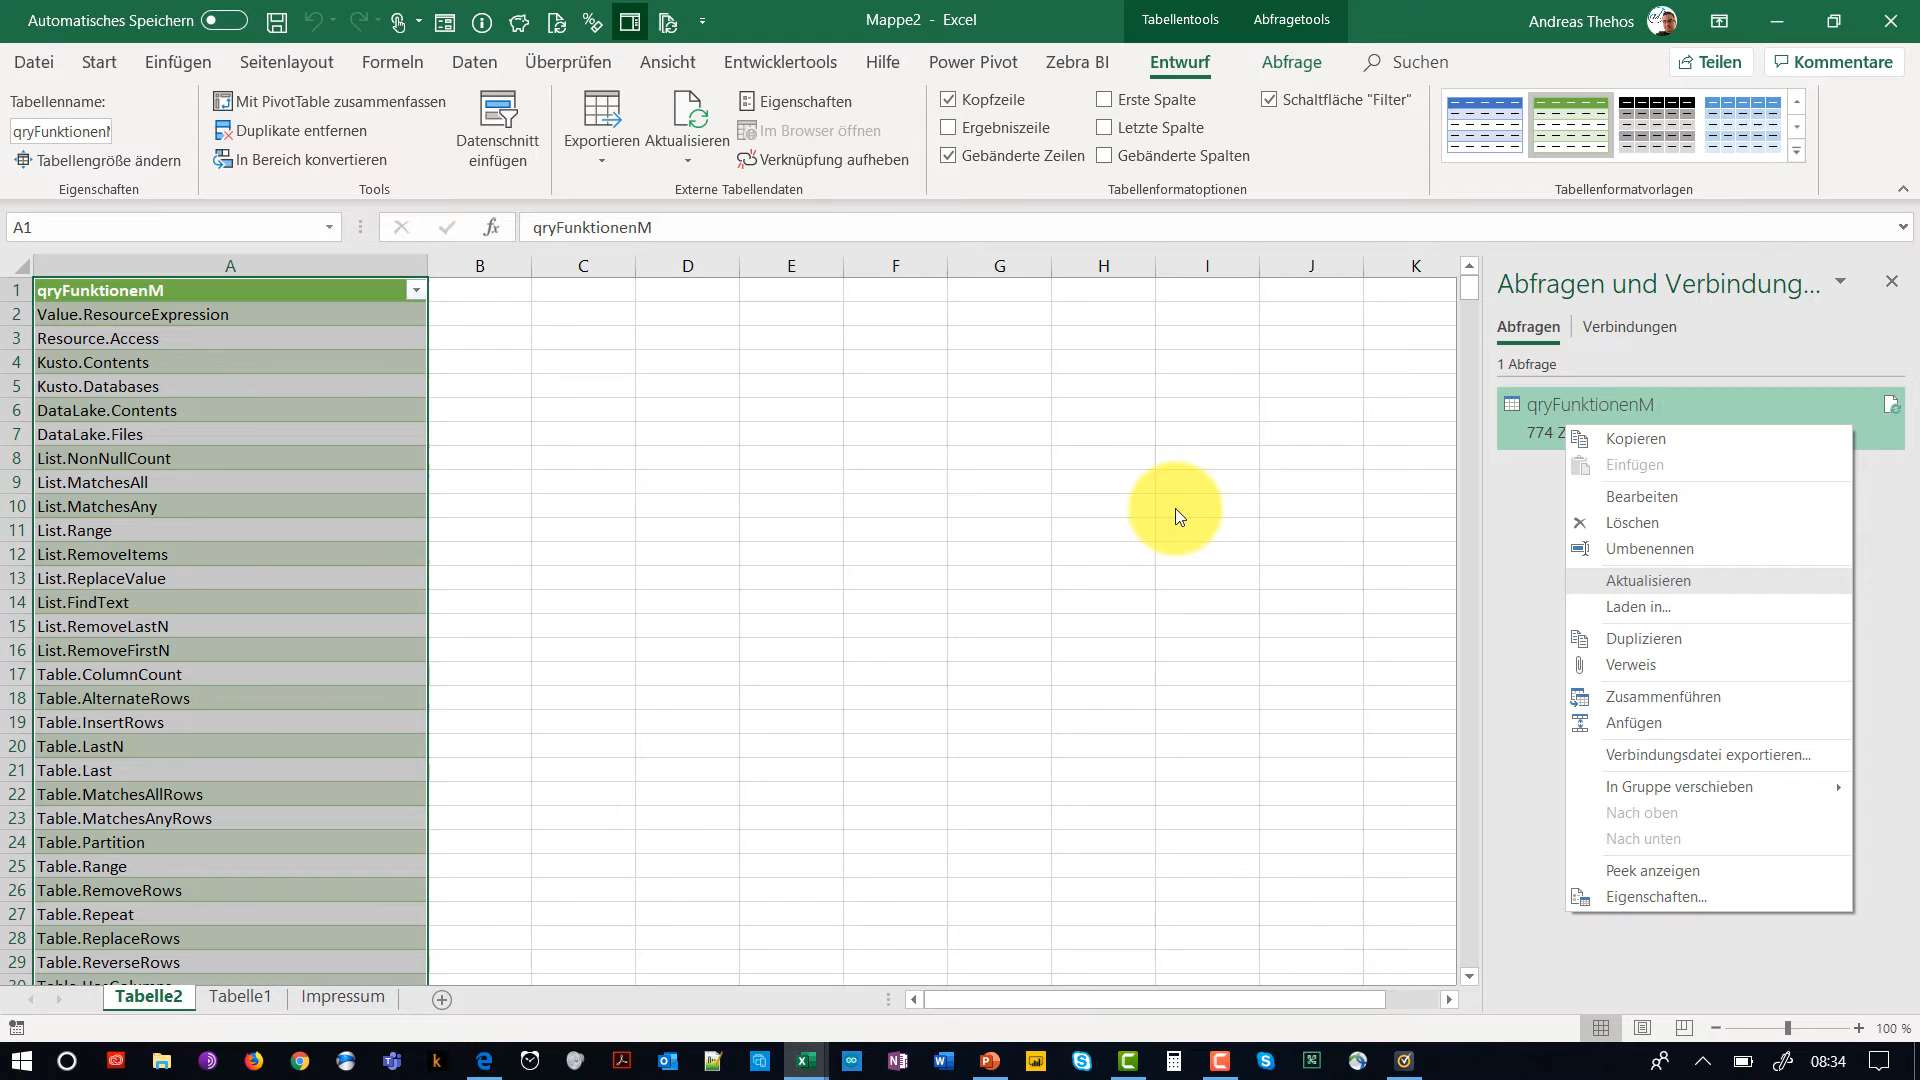 Automatisches Speichern
Mappe2 - Excel
Tabellentools
Abfragetools
Andreas Thehos
Datei Start Einfügen Seitenlayout Formeln Daten Überprüfen Ansicht Entwicklertools Hilfe Power Pivot Zebra BI Entwurf Abfrage Suchen Teilen Kommentare
Tabellenname:
qryFunktionenM
Tabellengröße ändern
Eigenschaften
Mit PivotTable zusammenfassen
Duplikate entfernen
In Bereich konvertieren
Datenschnitt
einfügen
Tools
Exportieren
Aktualisieren
Eigenschaften
Im Browser öffnen
Verknüpfung aufheben
Externe Tabellendaten
Kopfzeile
Ergebniszeile
Gebänderte Zeilen
Erste Spalte
Letzte Spalte
Gebänderte Spalten
Schaltfläche "Filter"
Tabellenformatoptionen
Tabellenformatvorlagen
A1
fx
qryFunktionenM
A B C D E F G H I J K
1 qryFunktionenM
2 Value.ResourceExpression
3 Resource.Access
4 Kusto.Contents
5 Kusto.Databases
6 DataLake.Contents
7 DataLake.Files
8 List.NonNullCount
9 List.MatchesAll
10 List.MatchesAny
11 List.Range
12 List.RemoveItems
13 List.ReplaceValue
14 List.FindText
15 List.RemoveLastN
16 List.RemoveFirstN
17 Table.ColumnCount
18 Table.AlternateRows
19 Table.InsertRows
20 Table.LastN
21 Table.Last
22 Table.MatchesAllRows
23 Table.MatchesAnyRows
24 Table.Partition
25 Table.Range
26 Table.RemoveRows
27 Table.Repeat
28 Table.ReplaceRows
29 Table.ReverseRows
Abfragen und Verbindung...
Abfragen Verbindungen
1 Abfrage
qryFunktionenM
774 Z
Kopieren
Einfügen
Bearbeiten
Löschen
Umbenennen
Aktualisieren
Laden in...
Duplizieren
Verweis
Zusammenführen
Anfügen
Verbindungsdatei exportieren...
In Gruppe verschieben
Nach oben
Nach unten
Peek anzeigen
Eigenschaften...
Tabelle2 Tabelle1 Impressum
100 %
08:34